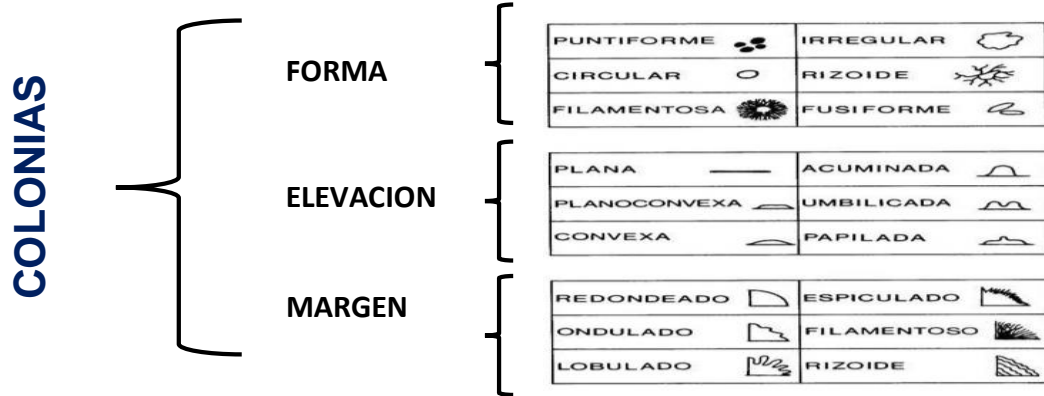 COLONIAS
FORMA
PUNTIFORME IRREGULAR
CIRCULAR RIZOIDE
FILAMENTOSA FUSIFORME
ELEVACION
PLANA ACUMINADA
PLANOCONVEXA UMBILICADA
CONVEXA PAPILADA
MARGEN
REDONDEADO ESPICULADO
ONDULADO FILAMENTOSO
LOBULADO RIZOIDE